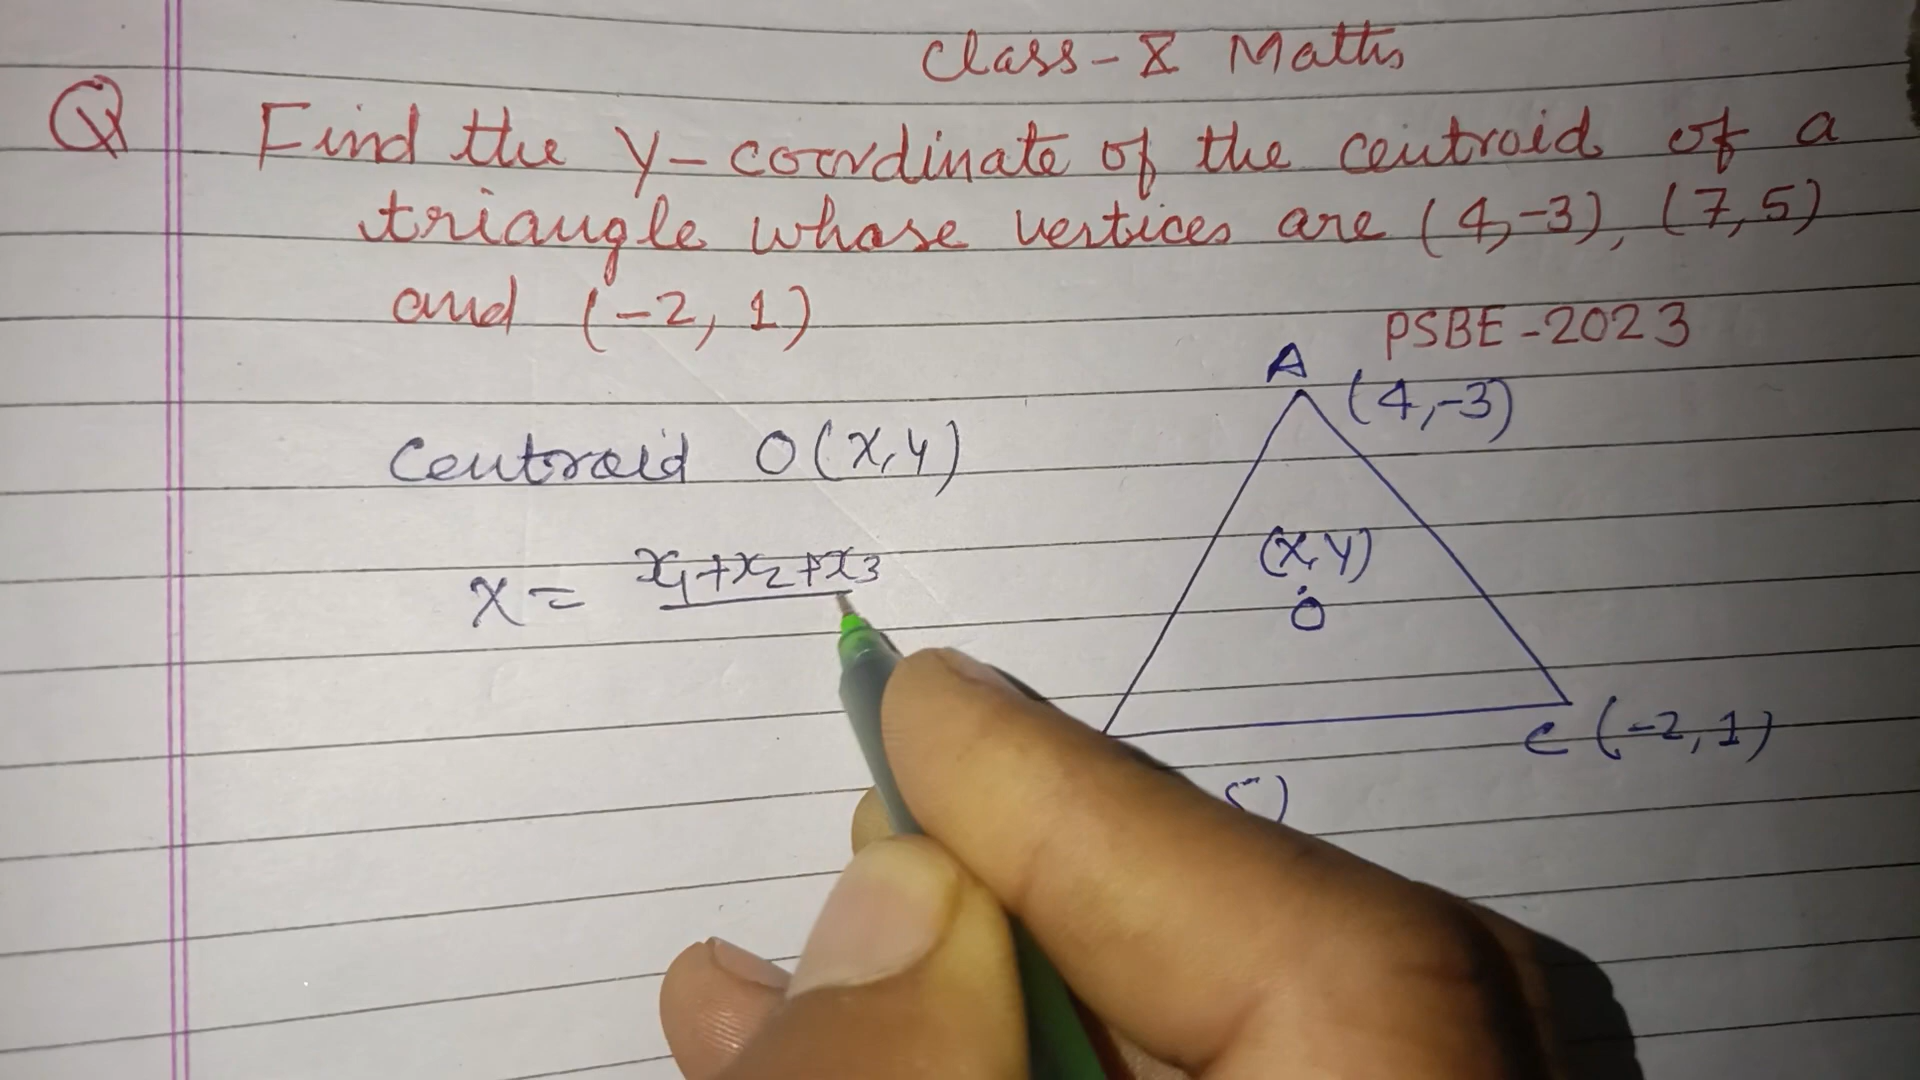 Class-X Maths
Q Find the y-coordinate of the centroid of a
triangle whose vertices are (4,-3), (7,5)
and (-2, 1)
PSBE-2023
A (4,-3)
Centroid O(x,y)
(x,y)
O
x = x₁+x₂+x₃
C (-2, 1)
5)